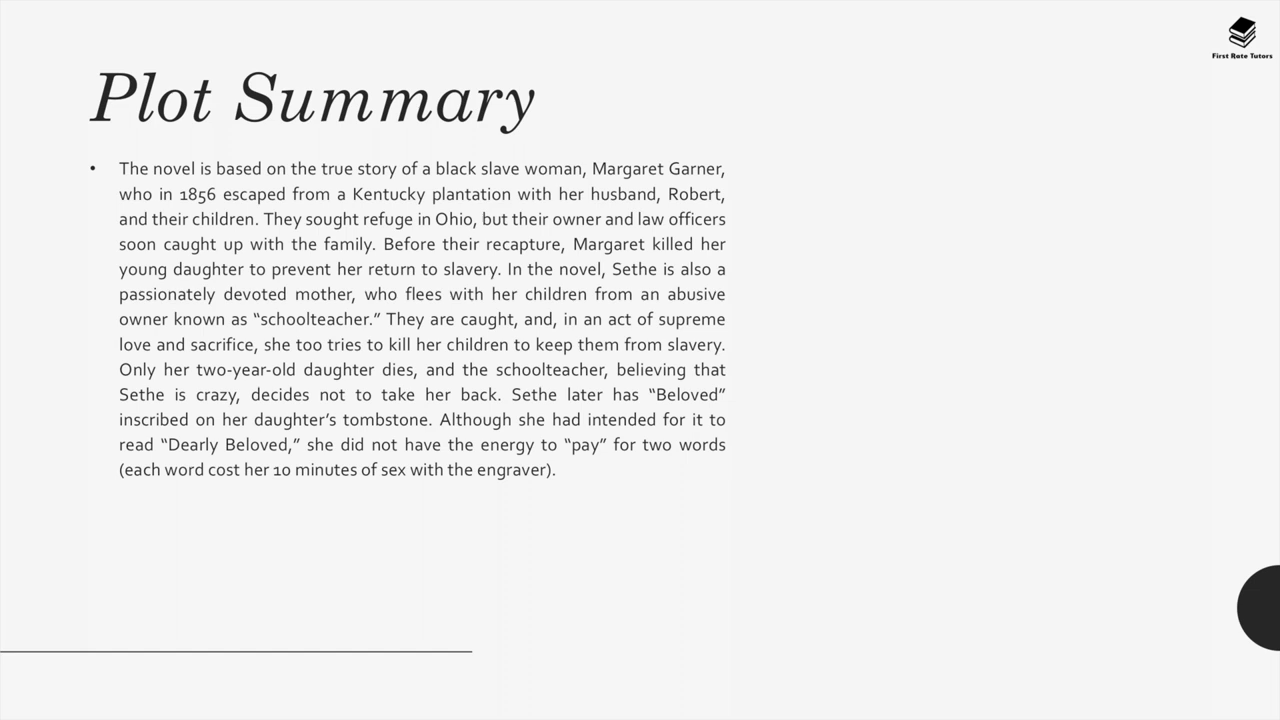 First Rate Tutors
Plot Summary
• The novel is based on the true story of a black slave woman, Margaret Garner,
who in 1856 escaped from a Kentucky plantation with her husband, Robert,
and their children. They sought refuge in Ohio, but their owner and law officers
soon caught up with the family. Before their recapture, Margaret killed her
young daughter to prevent her return to slavery. In the novel, Sethe is also a
passionately devoted mother, who flees with her children from an abusive
owner known as “schoolteacher.” They are caught, and, in an act of supreme
love and sacrifice, she too tries to kill her children to keep them from slavery.
Only her two-year-old daughter dies, and the schoolteacher, believing that
Sethe is crazy, decides not to take her back. Sethe later has “Beloved”
inscribed on her daughter’s tombstone. Although she had intended for it to
read “Dearly Beloved,” she did not have the energy to “pay” for two words
(each word cost her 10 minutes of sex with the engraver).